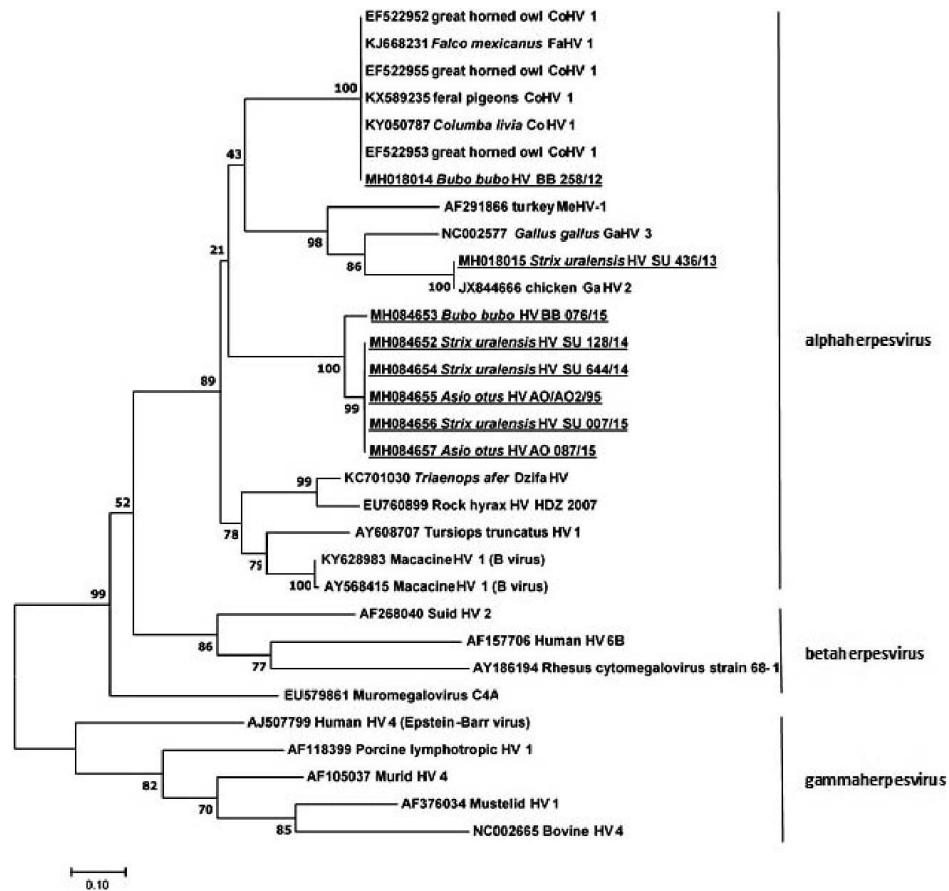 EF522952 great horned owl CoHV 1
KJ668231 Falco mexicanus FaHV 1
EF522955 great horned owl CoHV 1
100
KX589235 feral pigeons CoHV 1
KY050787 Columba livia CoHV 1
EF522953 great horned owl CoHV 1
43
MH018014 Bubo bubo HV BB 258/12
AF291866 turkey MeHV-1
98
NC002577 Gallus gallus GaHV 3
21
86
MH018015 Strix uralensis HV SU 436/13
100
JX844666 chicken GaHV 2
MH084653 Bubo bubo HV BB 076/15
alphaherpesvirus
MH084652 Strix uralensis HV SU 128/14
100
MH084654 Strix uralensis HV SU 644/14
89
MH084655 Asio otus HV AO/AO2/95
99
MH084656 Strix uralensis HV SU 007/15
MH084657 Asio otus HV AO 087/15
99
KC701030 Triaenops afer Dzifa HV
52
EU760899 Rock hyrax HV HDZ 2007
78
AY608707 Tursiops truncatus HV 1
79
KY628983 Macacine HV 1 (B virus)
100
AY568415 Macacine HV 1 (B virus)
99
AF268040 Suid HV 2
86
AF157706 Human HV 6B
betaherpesvirus
77
AY186194 Rhesus cytomegalovirus strain 68-1
EU579861 Muromegalovirus C4A
AJ507799 Human HV 4 (Epstein-Barr virus)
AF118399 Porcine lymphotropic HV 1
82
AF105037 Murid HV 4
gammaherpesvirus
70
AF376034 Mustelid HV 1
85
NC002665 Bovine HV 4
0.10